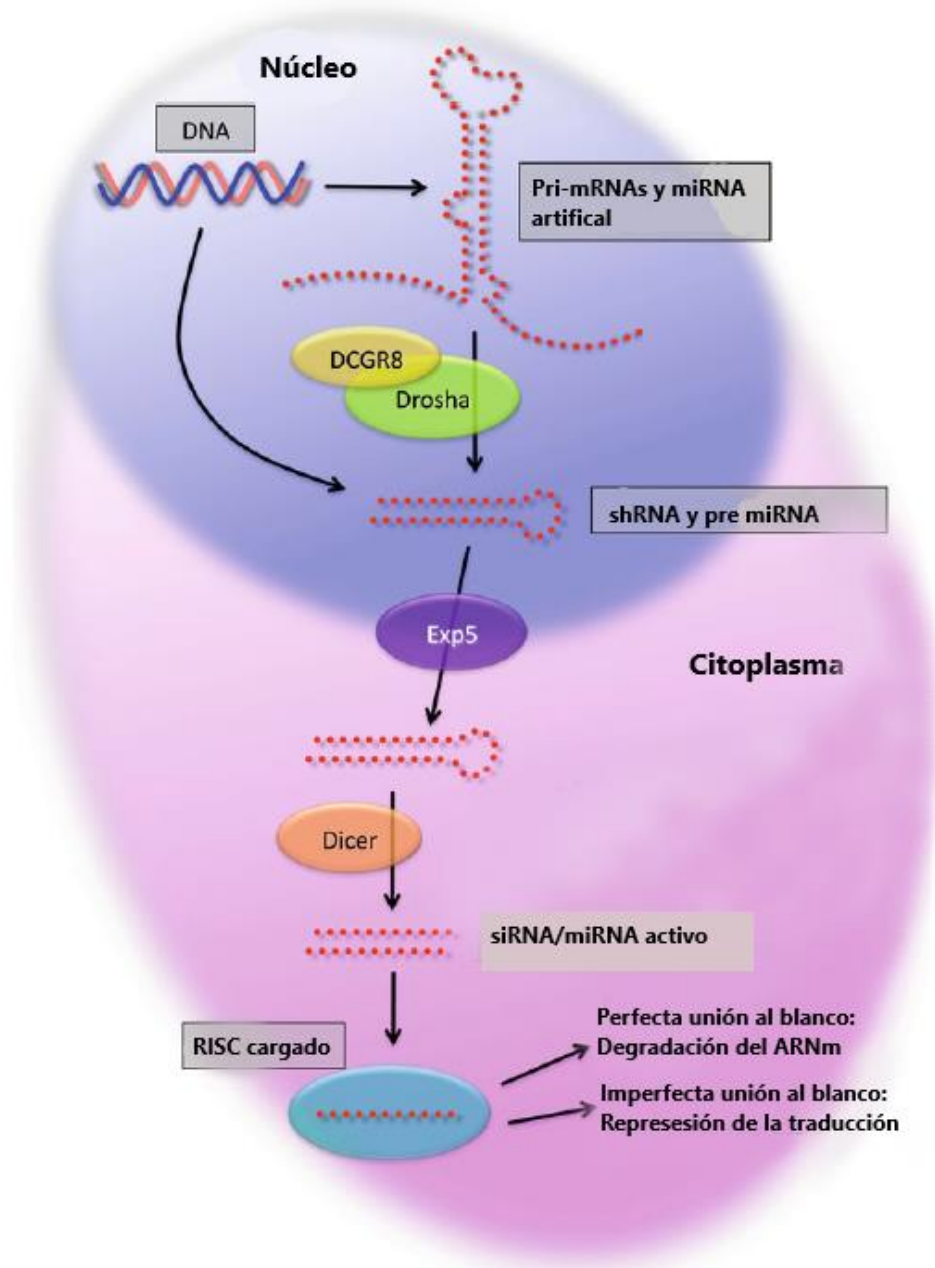 Núcleo
DNA
Pri-mRNAs y miRNA
artifical
DCGR8
Drosha
shRNA y pre miRNA
Exp5
Citoplasma
Dicer
siRNA/miRNA activo
RISC cargado
Perfecta unión al blanco:
Degradación del ARNm
Imperfecta unión al blanco:
Represesión de la traducción